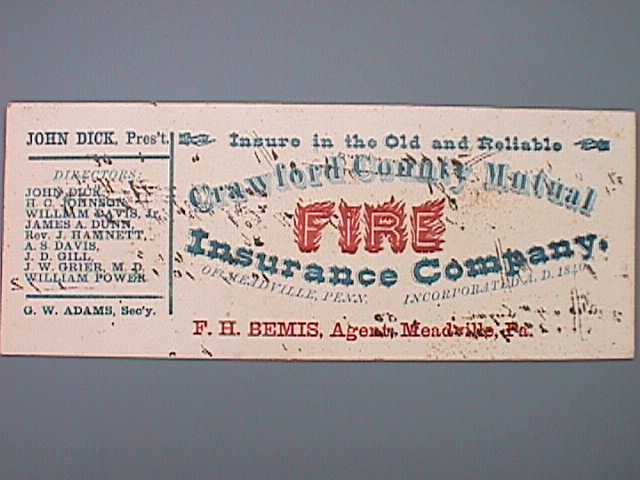 JOHN DICK, Pres't.
DIRECTORS
JOHN DICK,
H. C. JOHNSON,
WILLIAM DAVIS, Jr.
JAMES A. DUNN,
Rev. J. HAMNETT,
A. S. DAVIS,
J. D. GILL,
J. W. GRIER, M. D.
WILLIAM POWER
G. W. ADAMS, Sec'y.
Insure in the Old and Reliable
Crawford County Mutual
FIRE
Insurance Company.
OF MEADVILLE, PENN. INCORPORATED A. D. 1840
F. H. BEMIS, Agent, Meadville, Pa.